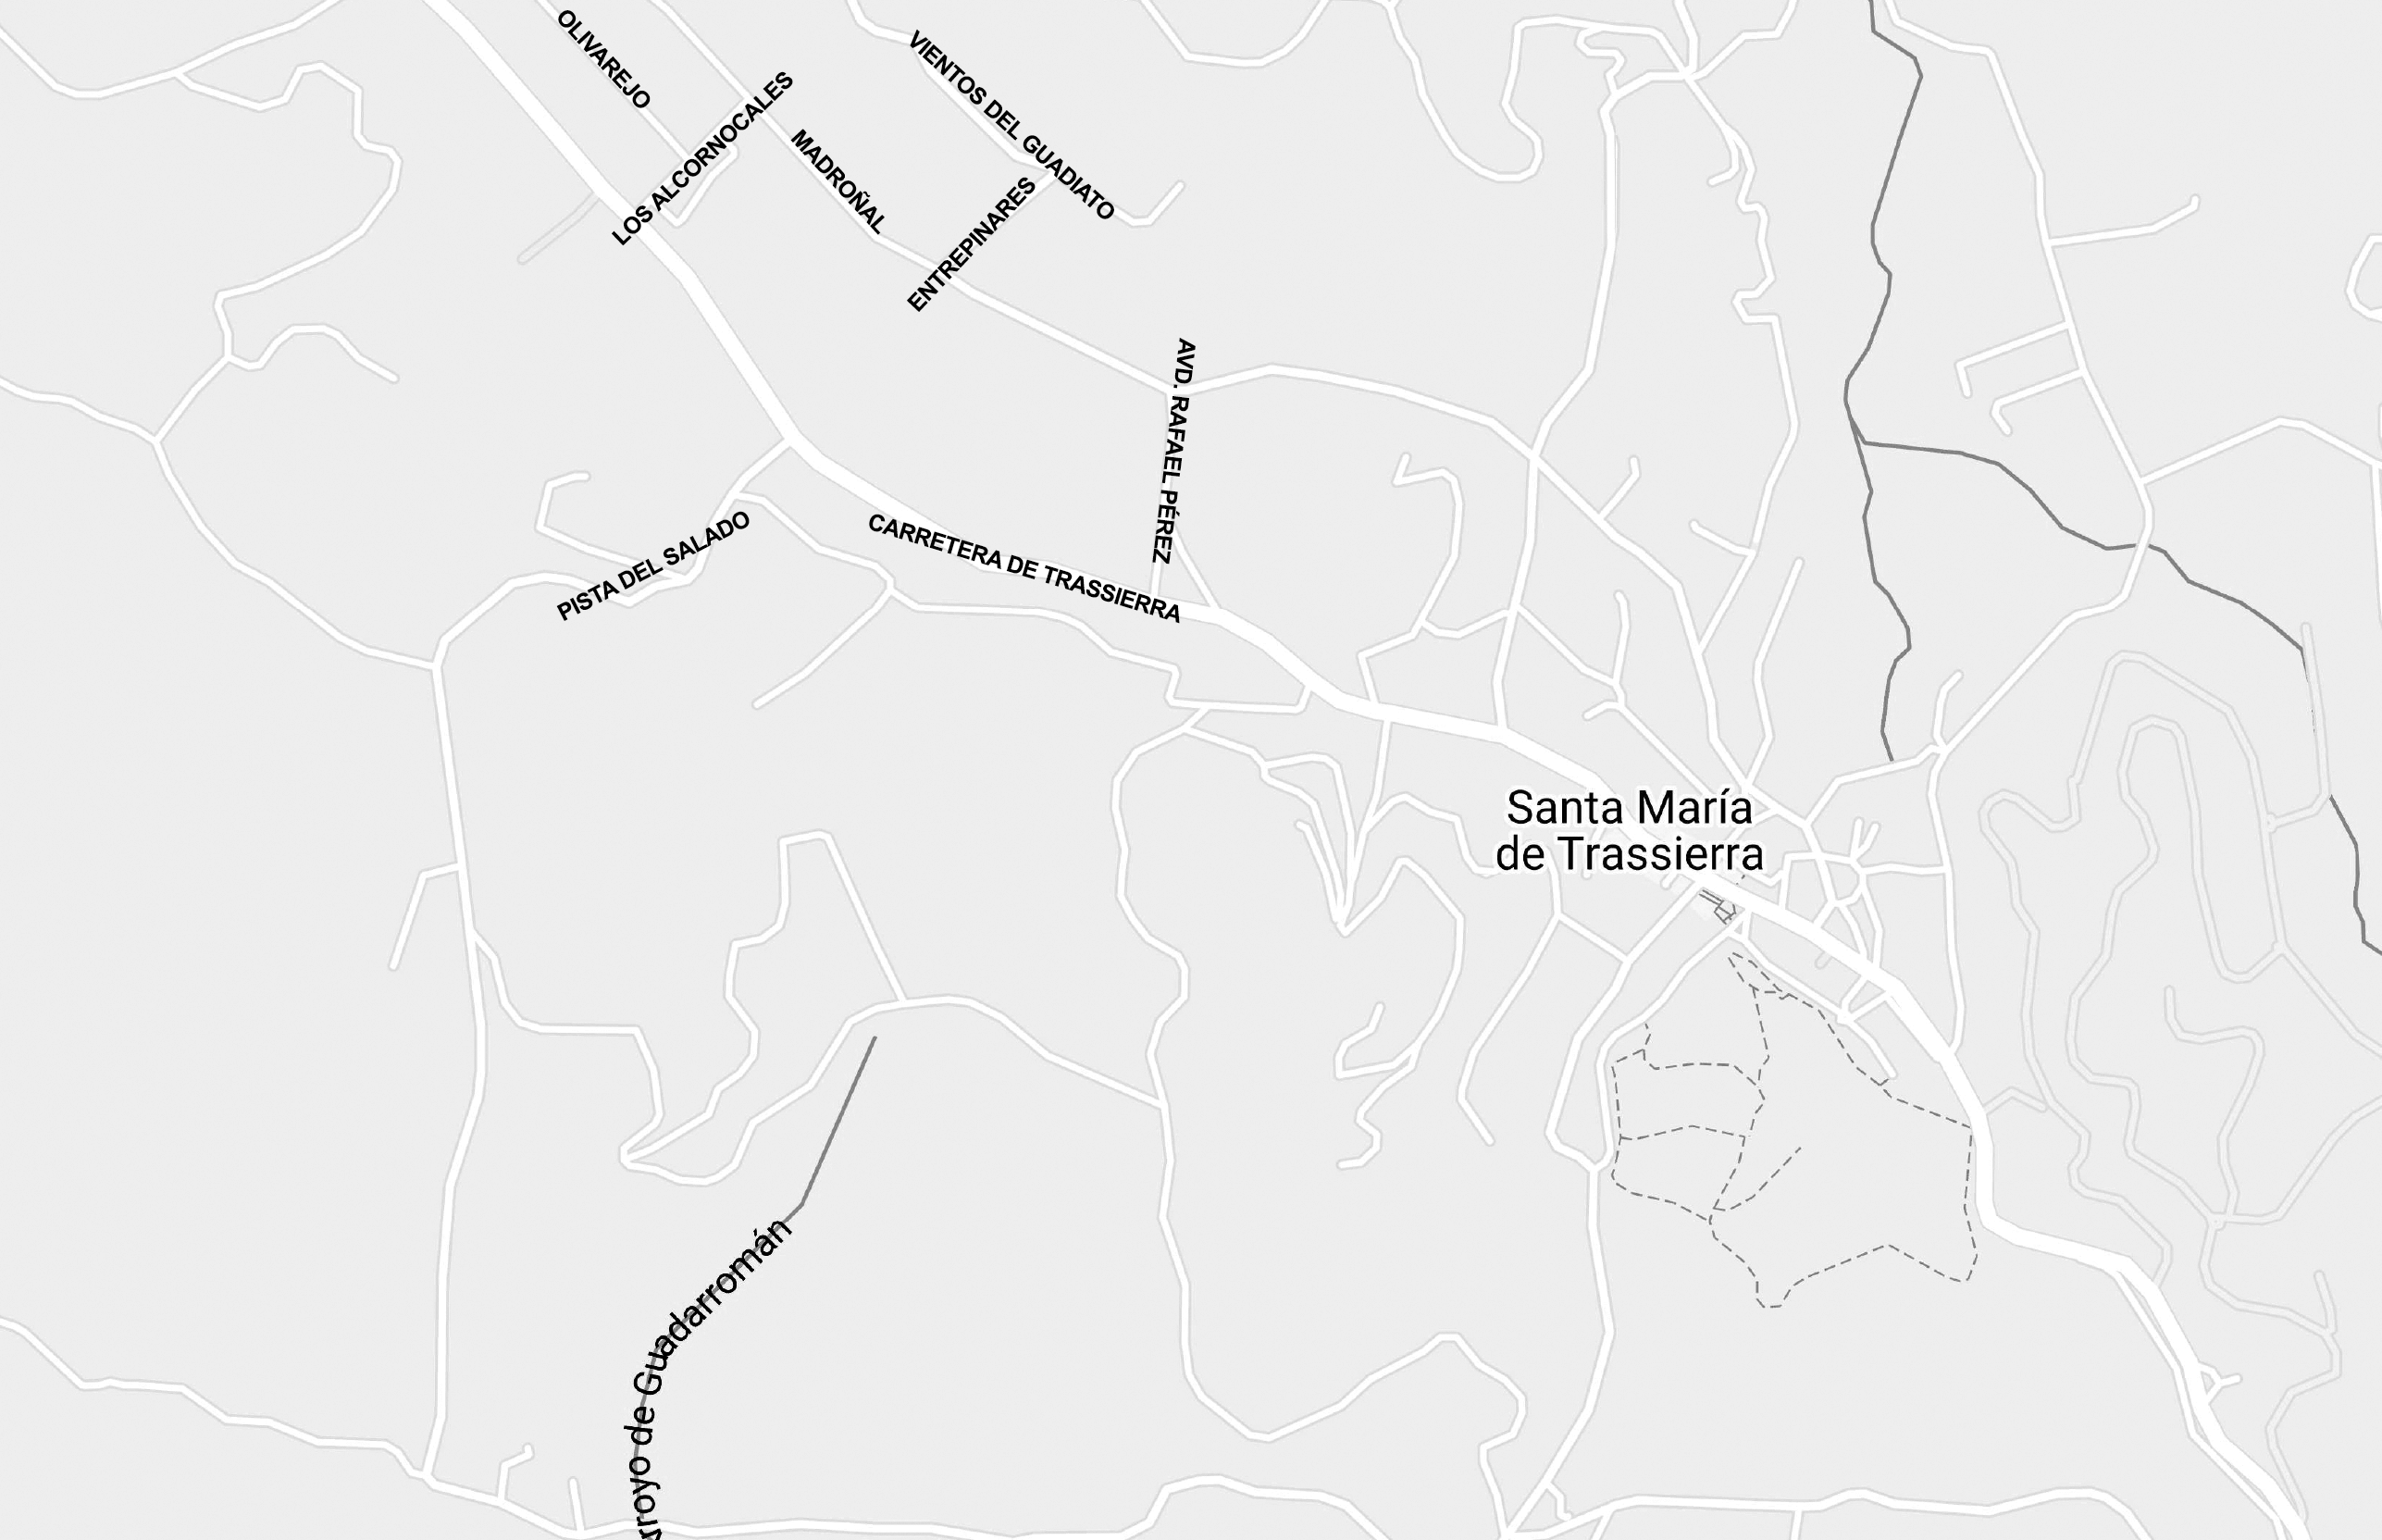 OLIVAREJO
LOS ALCORNOCALES
MADROÑAL
VIENTOS DEL GUADIATO
ENTREPINARES
AVD. RAFAEL PÉREZ
PISTA DEL SALADO
CARRETERA DE TRASSIERRA
Santa María
de Trassierra
rroyo de Guadarromán